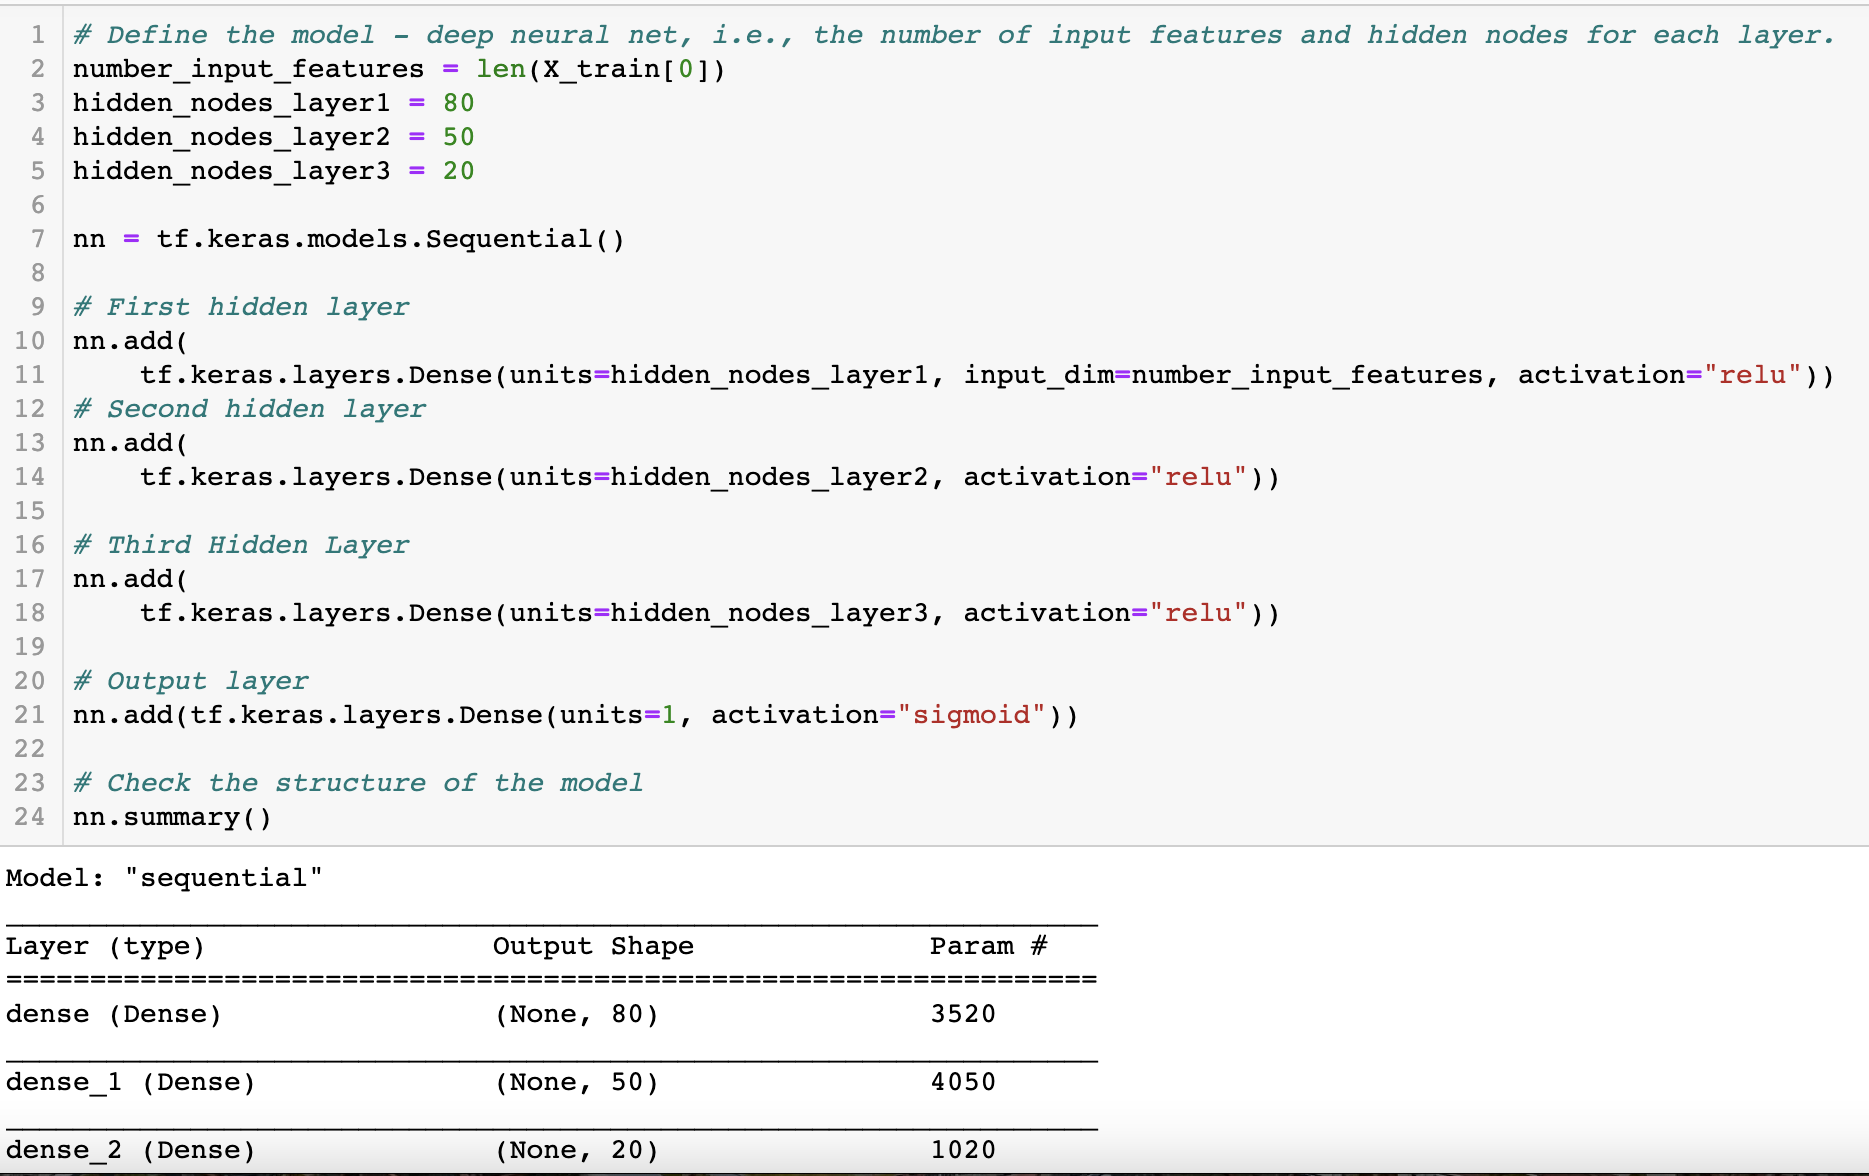 1 # Define the model – deep neural net, i.e., the number of input features and hidden nodes for each layer.
2 number_input_features = len(X_train[0])
3 hidden_nodes_layer1 = 80
4 hidden_nodes_layer2 = 50
5 hidden_nodes_layer3 = 20
6
7 nn = tf.keras.models.Sequential()
8
9 # First hidden layer
10 nn.add(
11     tf.keras.layers.Dense(units=hidden_nodes_layer1, input_dim=number_input_features, activation="relu"))
12 # Second hidden layer
13 nn.add(
14     tf.keras.layers.Dense(units=hidden_nodes_layer2, activation="relu"))
15
16 # Third Hidden Layer
17 nn.add(
18     tf.keras.layers.Dense(units=hidden_nodes_layer3, activation="relu"))
19
20 # Output layer
21 nn.add(tf.keras.layers.Dense(units=1, activation="sigmoid"))
22
23 # Check the structure of the model
24 nn.summary()
Model: "sequential"
_________________________________________________________________
Layer (type)                 Output Shape              Param #
=================================================================
dense (Dense)                (None, 80)                3520
_________________________________________________________________
dense_1 (Dense)              (None, 50)                4050
_________________________________________________________________
dense_2 (Dense)              (None, 20)                1020